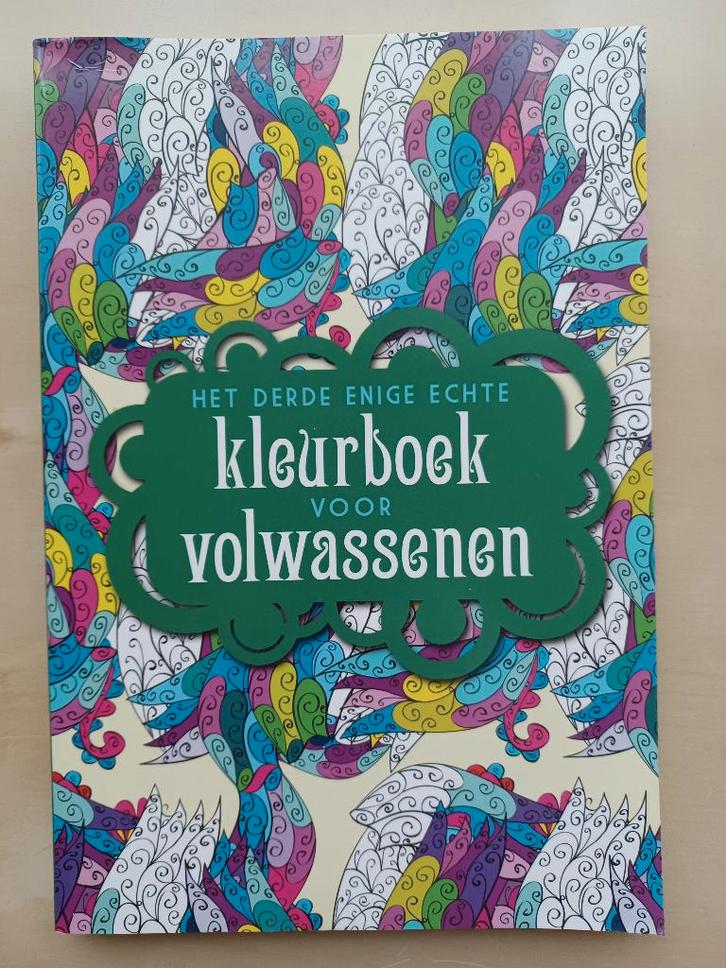 HET DERDE ENIGE ECHTE
kleurboek
VOOR
volwassenen